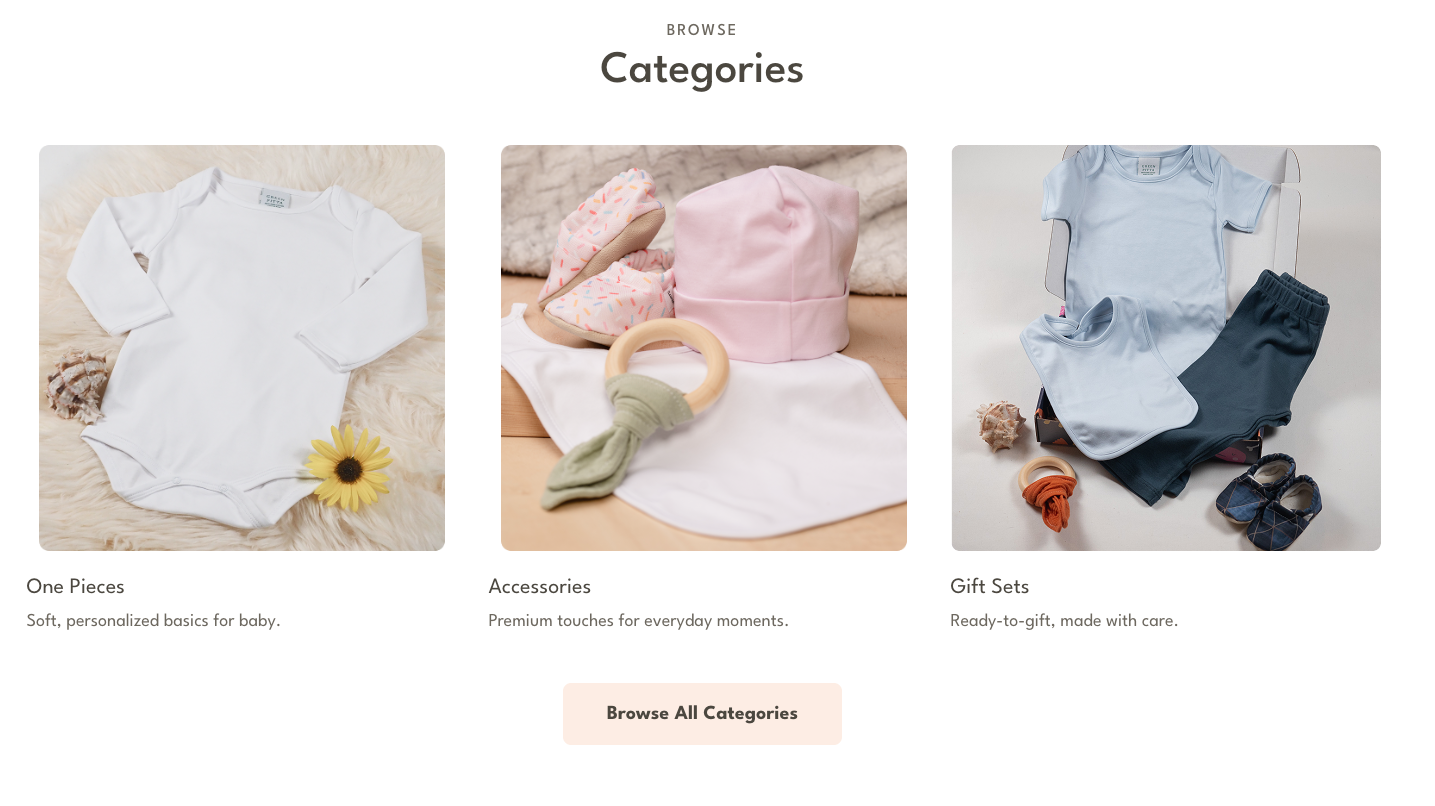 BROWSE
Categories
One Pieces
Soft, personalized basics for baby.
Accessories
Premium touches for everyday moments.
Gift Sets
Ready-to-gift, made with care.
Browse All Categories